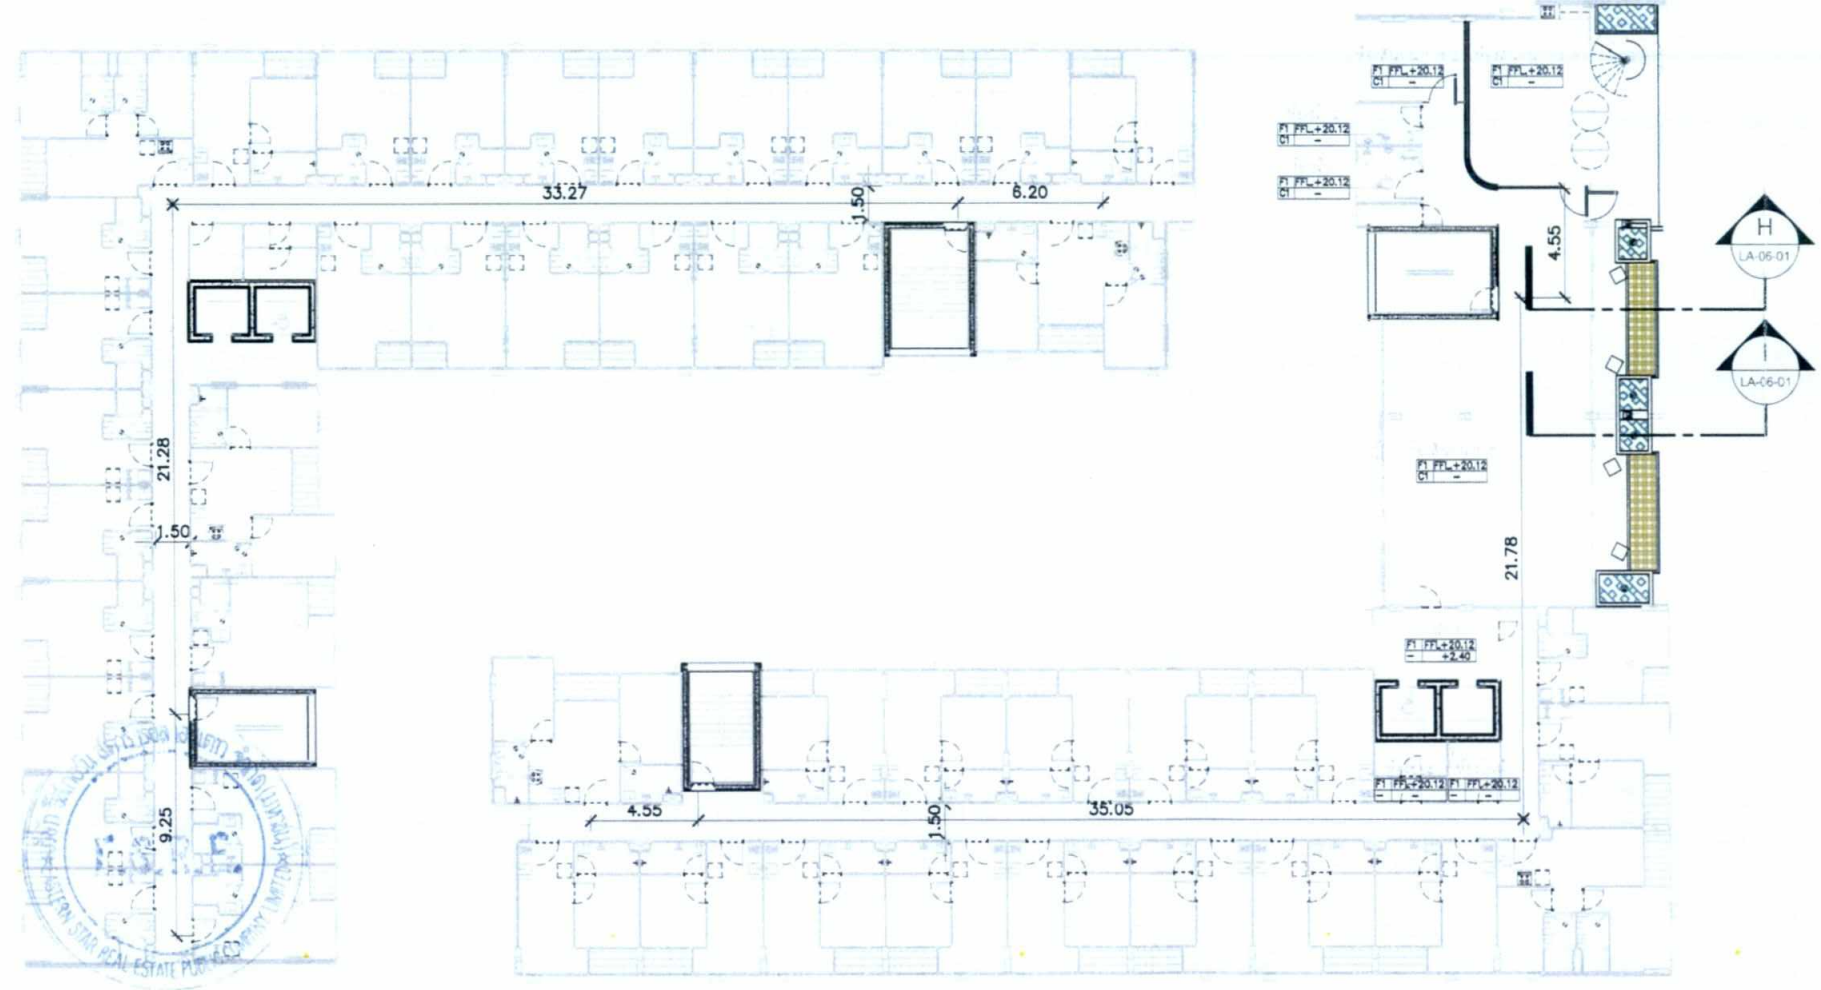 F1 FFL.+20.12
C1 -
F1 FFL.+20.12
C1 -
F1 FFL.+20.12
C1 -
F1 FFL.+20.12
C1 -
33.27
1.50
6.20
4.55
H
LA-06-01
I
LA-06-01
21.28
1.50
F1 FFL.+20.12
C1 -
21.78
F1 FFL.+20.12
- +2.40
F1 FFL.+20.12
- -
F1 FFL.+20.12
- -
4.55
1.50
35.05
9.25
EASTERN STAR REAL ESTATE PUBLIC COMPANY LIMITED